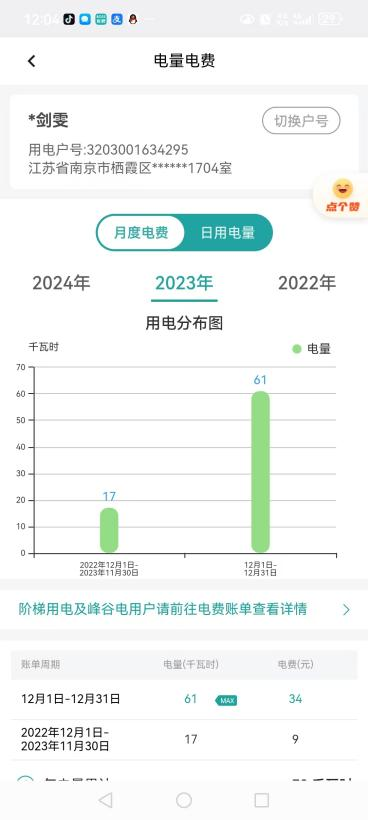 12:04
29
电量电费
*剑雯
切换户号
用电户号:3203001634295
江苏省南京市栖霞区******1704室
点个赞
月度电费 日用电量
2024年 2023年 2022年
用电分布图
千瓦时 电量
70
60
50
40
30
20
10
0
17
61
2022年12月1日-
2023年11月30日
12月1日-
12月31日
阶梯用电及峰谷电用户请前往电费账单查看详情
账单周期 电量(千瓦时) 电费(元)
12月1日-12月31日 61 MAX 34
2022年12月1日-
2023年11月30日
17 9